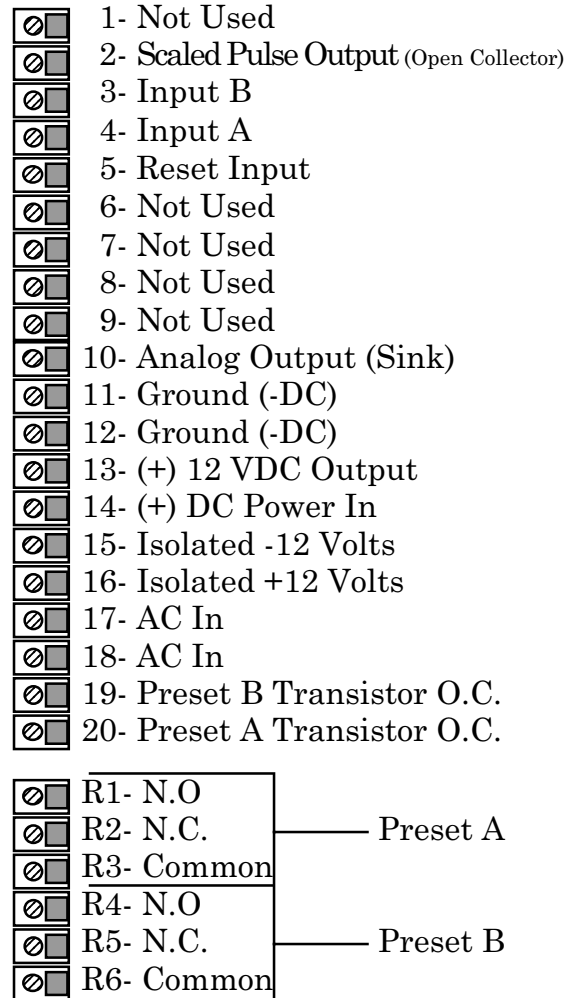 1- Not Used
2- Scaled Pulse Output (Open Collector)
3- Input B
4- Input A
5- Reset Input
6- Not Used
7- Not Used
8- Not Used
9- Not Used
10- Analog Output (Sink)
11- Ground (-DC)
12- Ground (-DC)
13- (+) 12 VDC Output
14- (+) DC Power In
15- Isolated -12 Volts
16- Isolated +12 Volts
17- AC In
18- AC In
19- Preset B Transistor O.C.
20- Preset A Transistor O.C.
R1- N.O
R2- N.C. Preset A
R3- Common
R4- N.O
R5- N.C. Preset B
R6- Common